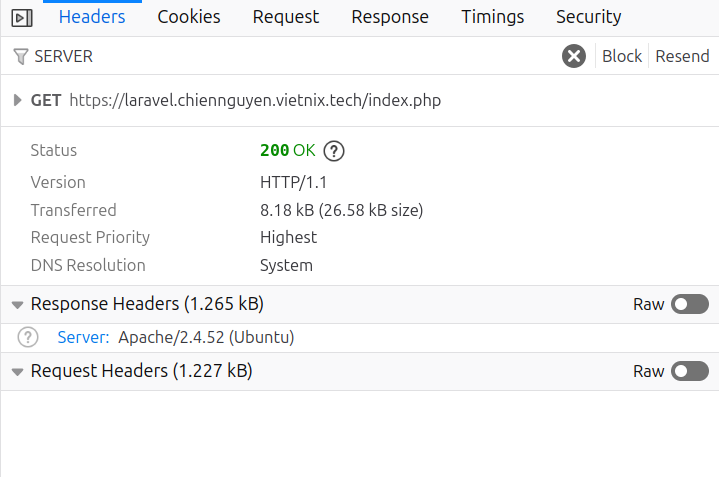 Headers Cookies Request Response Timings Security
SERVER Block Resend
GET https://laravel.chiennguyen.vietnix.tech/index.php
Status 200 OK ?
Version HTTP/1.1
Transferred 8.18 kB (26.58 kB size)
Request Priority Highest
DNS Resolution System
Response Headers (1.265 kB) Raw
? Server: Apache/2.4.52 (Ubuntu)
Request Headers (1.227 kB) Raw